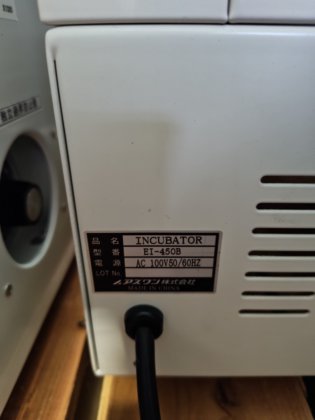 品名 INCUBATOR
型番 EI-450B
電源 AC 100V50/60HZ
LOT No.
アズワン株式会社
MADE IN CHINA